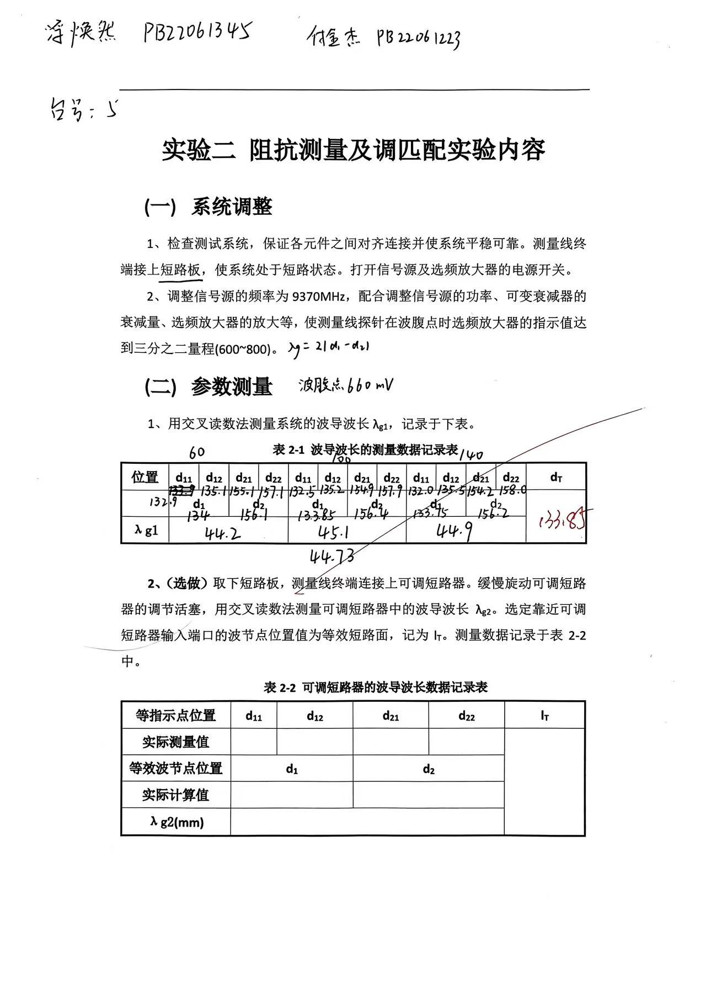 浮焕然 PB22061345 付金杰 PB22061223
台号：5
实验二 阻抗测量及调匹配实验内容
(一) 系统调整
1、检查测试系统，保证各元件之间对齐连接并使系统平稳可靠。测量线终
端接上短路板，使系统处于短路状态。打开信号源及选频放大器的电源开关。
2、调整信号源的频率为 9370MHz，配合调整信号源的功率、可变衰减器的
衰减量、选频放大器的放大等，使测量线探针在波腹点时选频放大器的指示值达
到三分之二量程(600~800)。 λg = 2|d₁ - d₂|
(二) 参数测量 波腹点660mV
1、用交叉读数法测量系统的波导波长 λg1，记录于下表。
表 2-1 波导波长的测量数据记录表
60 100 140
位置 d11 d12 d21 d22 d11 d12 d21 d22 d11 d12 d21 d22 dT
133.9 135.1 155.1 157.1 132.5 135.2 154.9 157.9 132.0 135.5 154.2 158.0
132.9 d1 d2 d1 d2 d1 d2
134 156.1 133.85 156.4 133.75 156.2 133.85
λ g1 44.2 45.1 44.9
44.73
2、（选做）取下短路板，测量线终端连接上可调短路器。缓慢旋动可调短路
器的调节活塞，用交叉读数法测量可调短路器中的波导波长 λg2。选定靠近可调
短路器输入端口的波节点位置值为等效短路面，记为 lT。测量数据记录于表 2-2
中。
表 2-2 可调短路器的波导波长数据记录表
等指示点位置 d11 d12 d21 d22 lT
实际测量值
等效波节点位置 d1 d2
实际计算值
λ g2(mm)